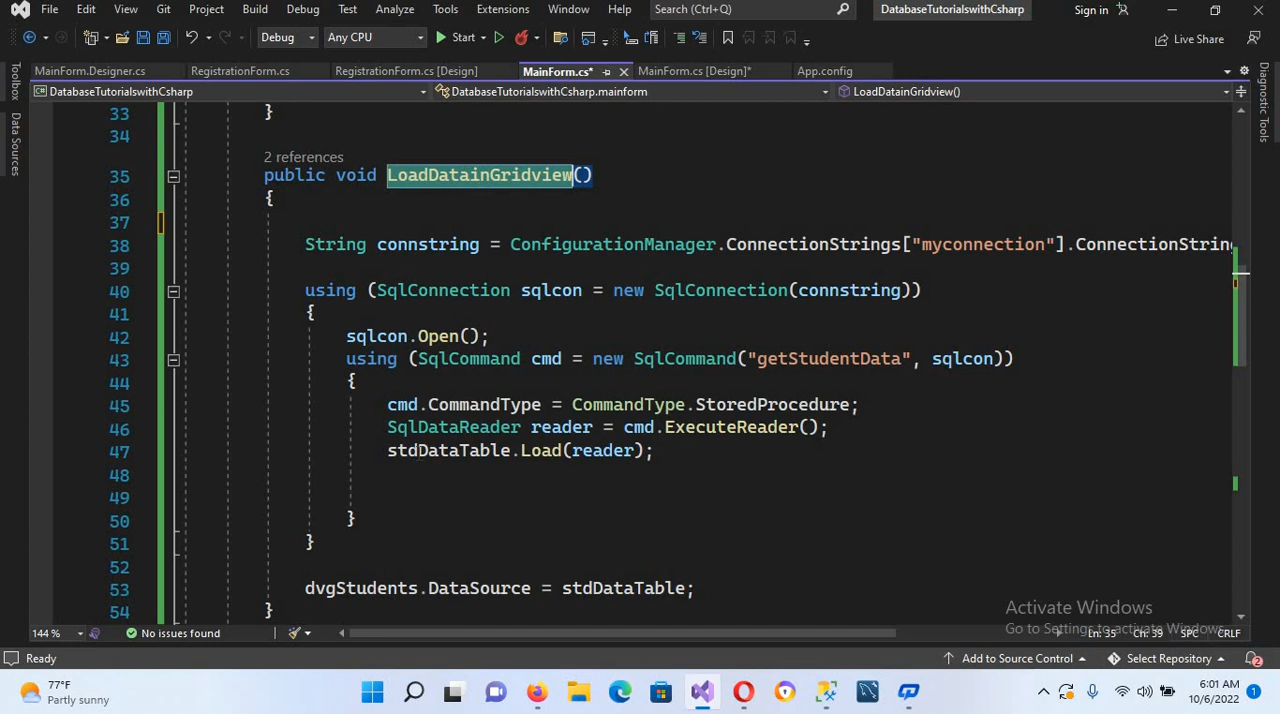 File Edit View Git Project Build Debug Test Analyze Tools Extensions Window Help Search (Ctrl+Q) DatabaseTutorialswithCsharp Sign in
Debug Any CPU Start Live Share
MainForm.Designer.cs RegistrationForm.cs RegistrationForm.cs [Design] MainForm.cs* MainForm.cs [Design]* App.config
DatabaseTutorialswithCsharp DatabaseTutorialswithCsharp.mainform LoadDatainGridview()
Toolbox
Data Sources
Diagnostic Tools
33 }
34
2 references
35 public void LoadDatainGridview()
36 {
37
38 String connstring = ConfigurationManager.ConnectionStrings["myconnection"].ConnectionString
39
40 using (SqlConnection sqlcon = new SqlConnection(connstring))
41 {
42 sqlcon.Open();
43 using (SqlCommand cmd = new SqlCommand("getStudentData", sqlcon))
44 {
45 cmd.CommandType = CommandType.StoredProcedure;
46 SqlDataReader reader = cmd.ExecuteReader();
47 stdDataTable.Load(reader);
48
49
50 }
51 }
52
53 dvgStudents.DataSource = stdDataTable;
54 }
Activate Windows
Go to Settings to activate Windows.
144 % No issues found Ln: 35 Ch: 39 SPC CRLF
Ready Add to Source Control Select Repository 2
77°F
Partly sunny
6:01 AM
10/6/2022
1